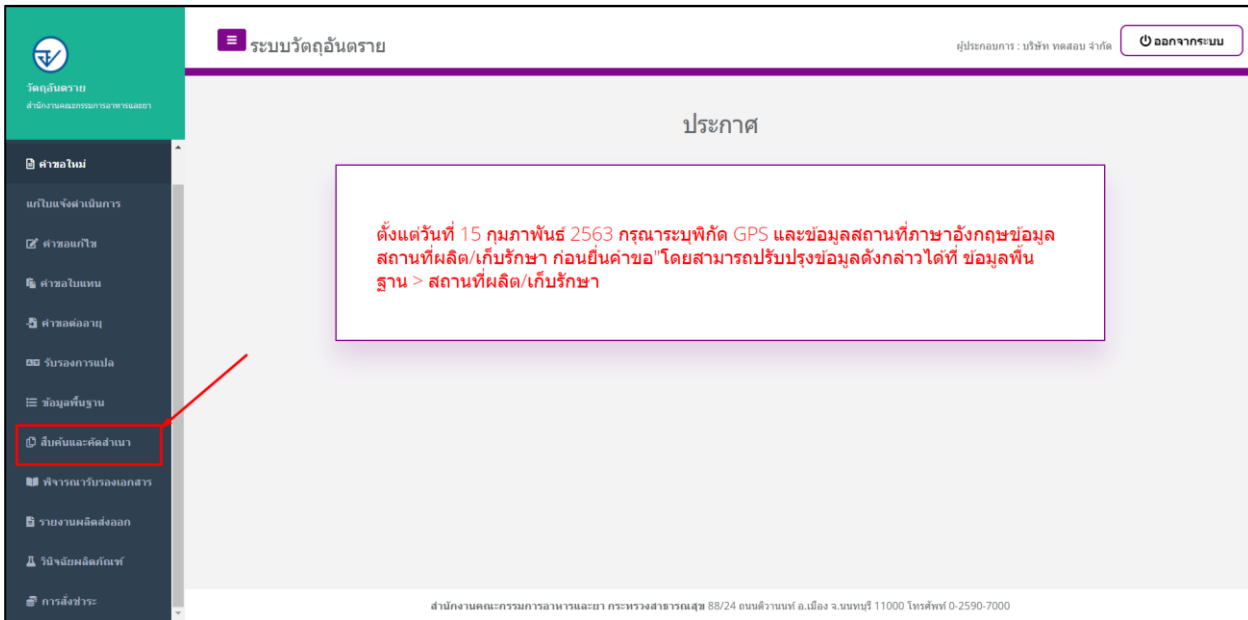 ระบบวัตถุอันตราย
ผู้ประกอบการ : บริษัท ทดสอบ จำกัด
ออกจากระบบ
วัตถุอันตราย
สำนักงานคณะกรรมการอาหารและยา
คำขอใหม่
แก้ใบแจ้งดำเนินการ
คำขอแก้ไข
คำขอใบแทน
คำขอต่ออายุ
รับรองการแปล
ข้อมูลพื้นฐาน
สืบค้นและคัดสำเนา
พิจารณารับรองเอกสาร
รายงานผลิตส่งออก
วินิจฉัยผลิตภัณฑ์
การสั่งชำระ
ประกาศ
ตั้งแต่วันที่ 15 กุมภาพันธ์ 2563 กรุณาระบุพิกัด GPS และข้อมูลสถานที่ภาษาอังกฤษข้อมูล
สถานที่ผลิต/เก็บรักษา ก่อนยื่นคำขอ"โดยสามารถปรับปรุงข้อมูลดังกล่าวได้ที่ ข้อมูลพื้น
ฐาน > สถานที่ผลิต/เก็บรักษา
สำนักงานคณะกรรมการอาหารและยา กระทรวงสาธารณสุข 88/24 ถนนติวานนท์ อ.เมือง จ.นนทบุรี 11000 โทรศัพท์ 0-2590-7000